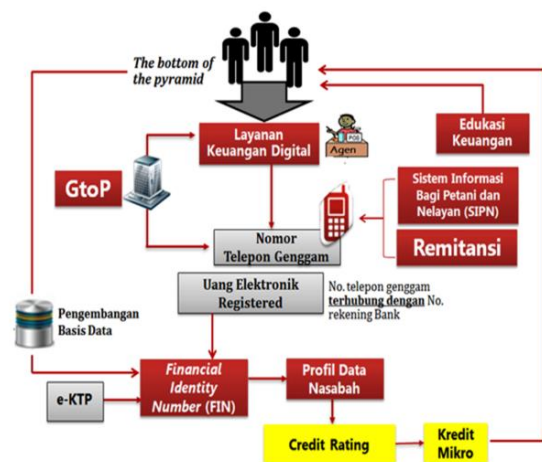 The bottom of
the pyramid
Layanan
Keuangan Digital
POS
Agen
Edukasi
Keuangan
GtoP
Sistem Informasi
Bagi Petani dan
Nelayan (SIPN)
Remitansi
Nomor
Telepon Genggam
Uang Elektronik
Registered
No. telepon genggam
terhubung dengan No.
rekening Bank
Pengembangan
Basis Data
e-KTP
Financial
Identity
Number (FIN)
Profil Data
Nasabah
Credit Rating
Kredit
Mikro